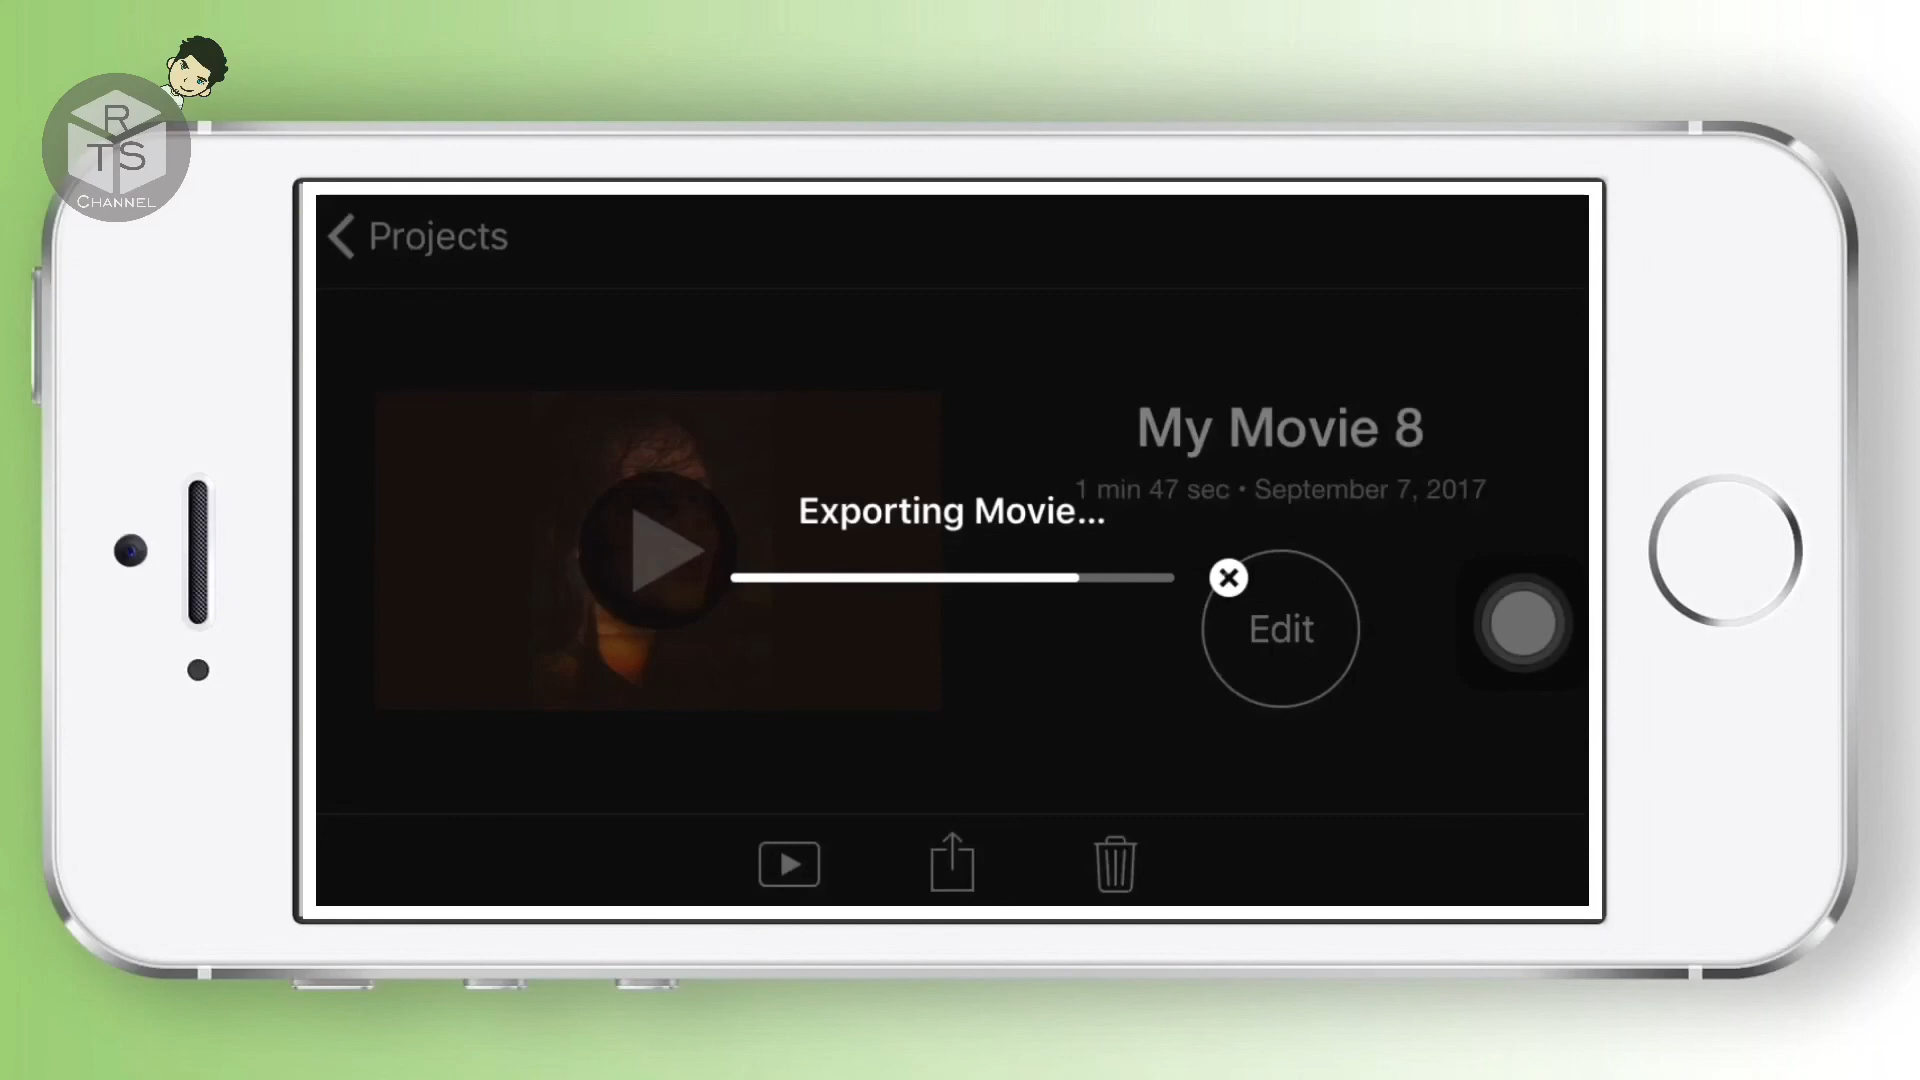 R
TS
CHANNEL
Projects
My Movie 8
1 min 47 sec • September 7, 2017
Exporting Movie...
Edit